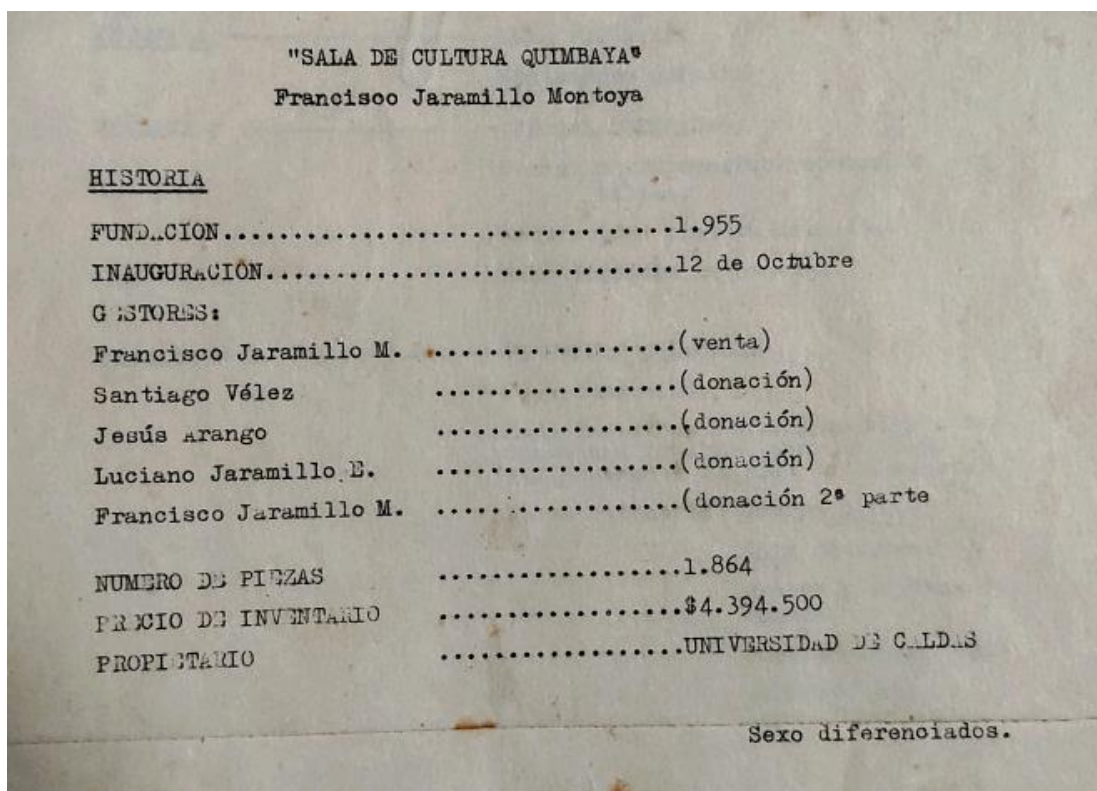 "SALA DE CULTURA QUIMBAYA"
Francisco Jaramillo Montoya
HISTORIA
FUNDACION................................1.955
INAUGURACIÓN.............................12 de Octubre
GESTORES:
Francisco Jaramillo M. ..................(venta)
Santiago Vélez ..................(donación)
Jesús Arango ..................(donación)
Luciano Jaramillo E. ..................(donación)
Francisco Jaramillo M. ..................(donación 2ª parte
NUMERO DE PIEZAS ..................1.864
PRECIO DE INVENTARIO ..................$4.394.500
PROPIETARIO ..................UNIVERSIDAD DE CALDAS
Sexo diferenciados.